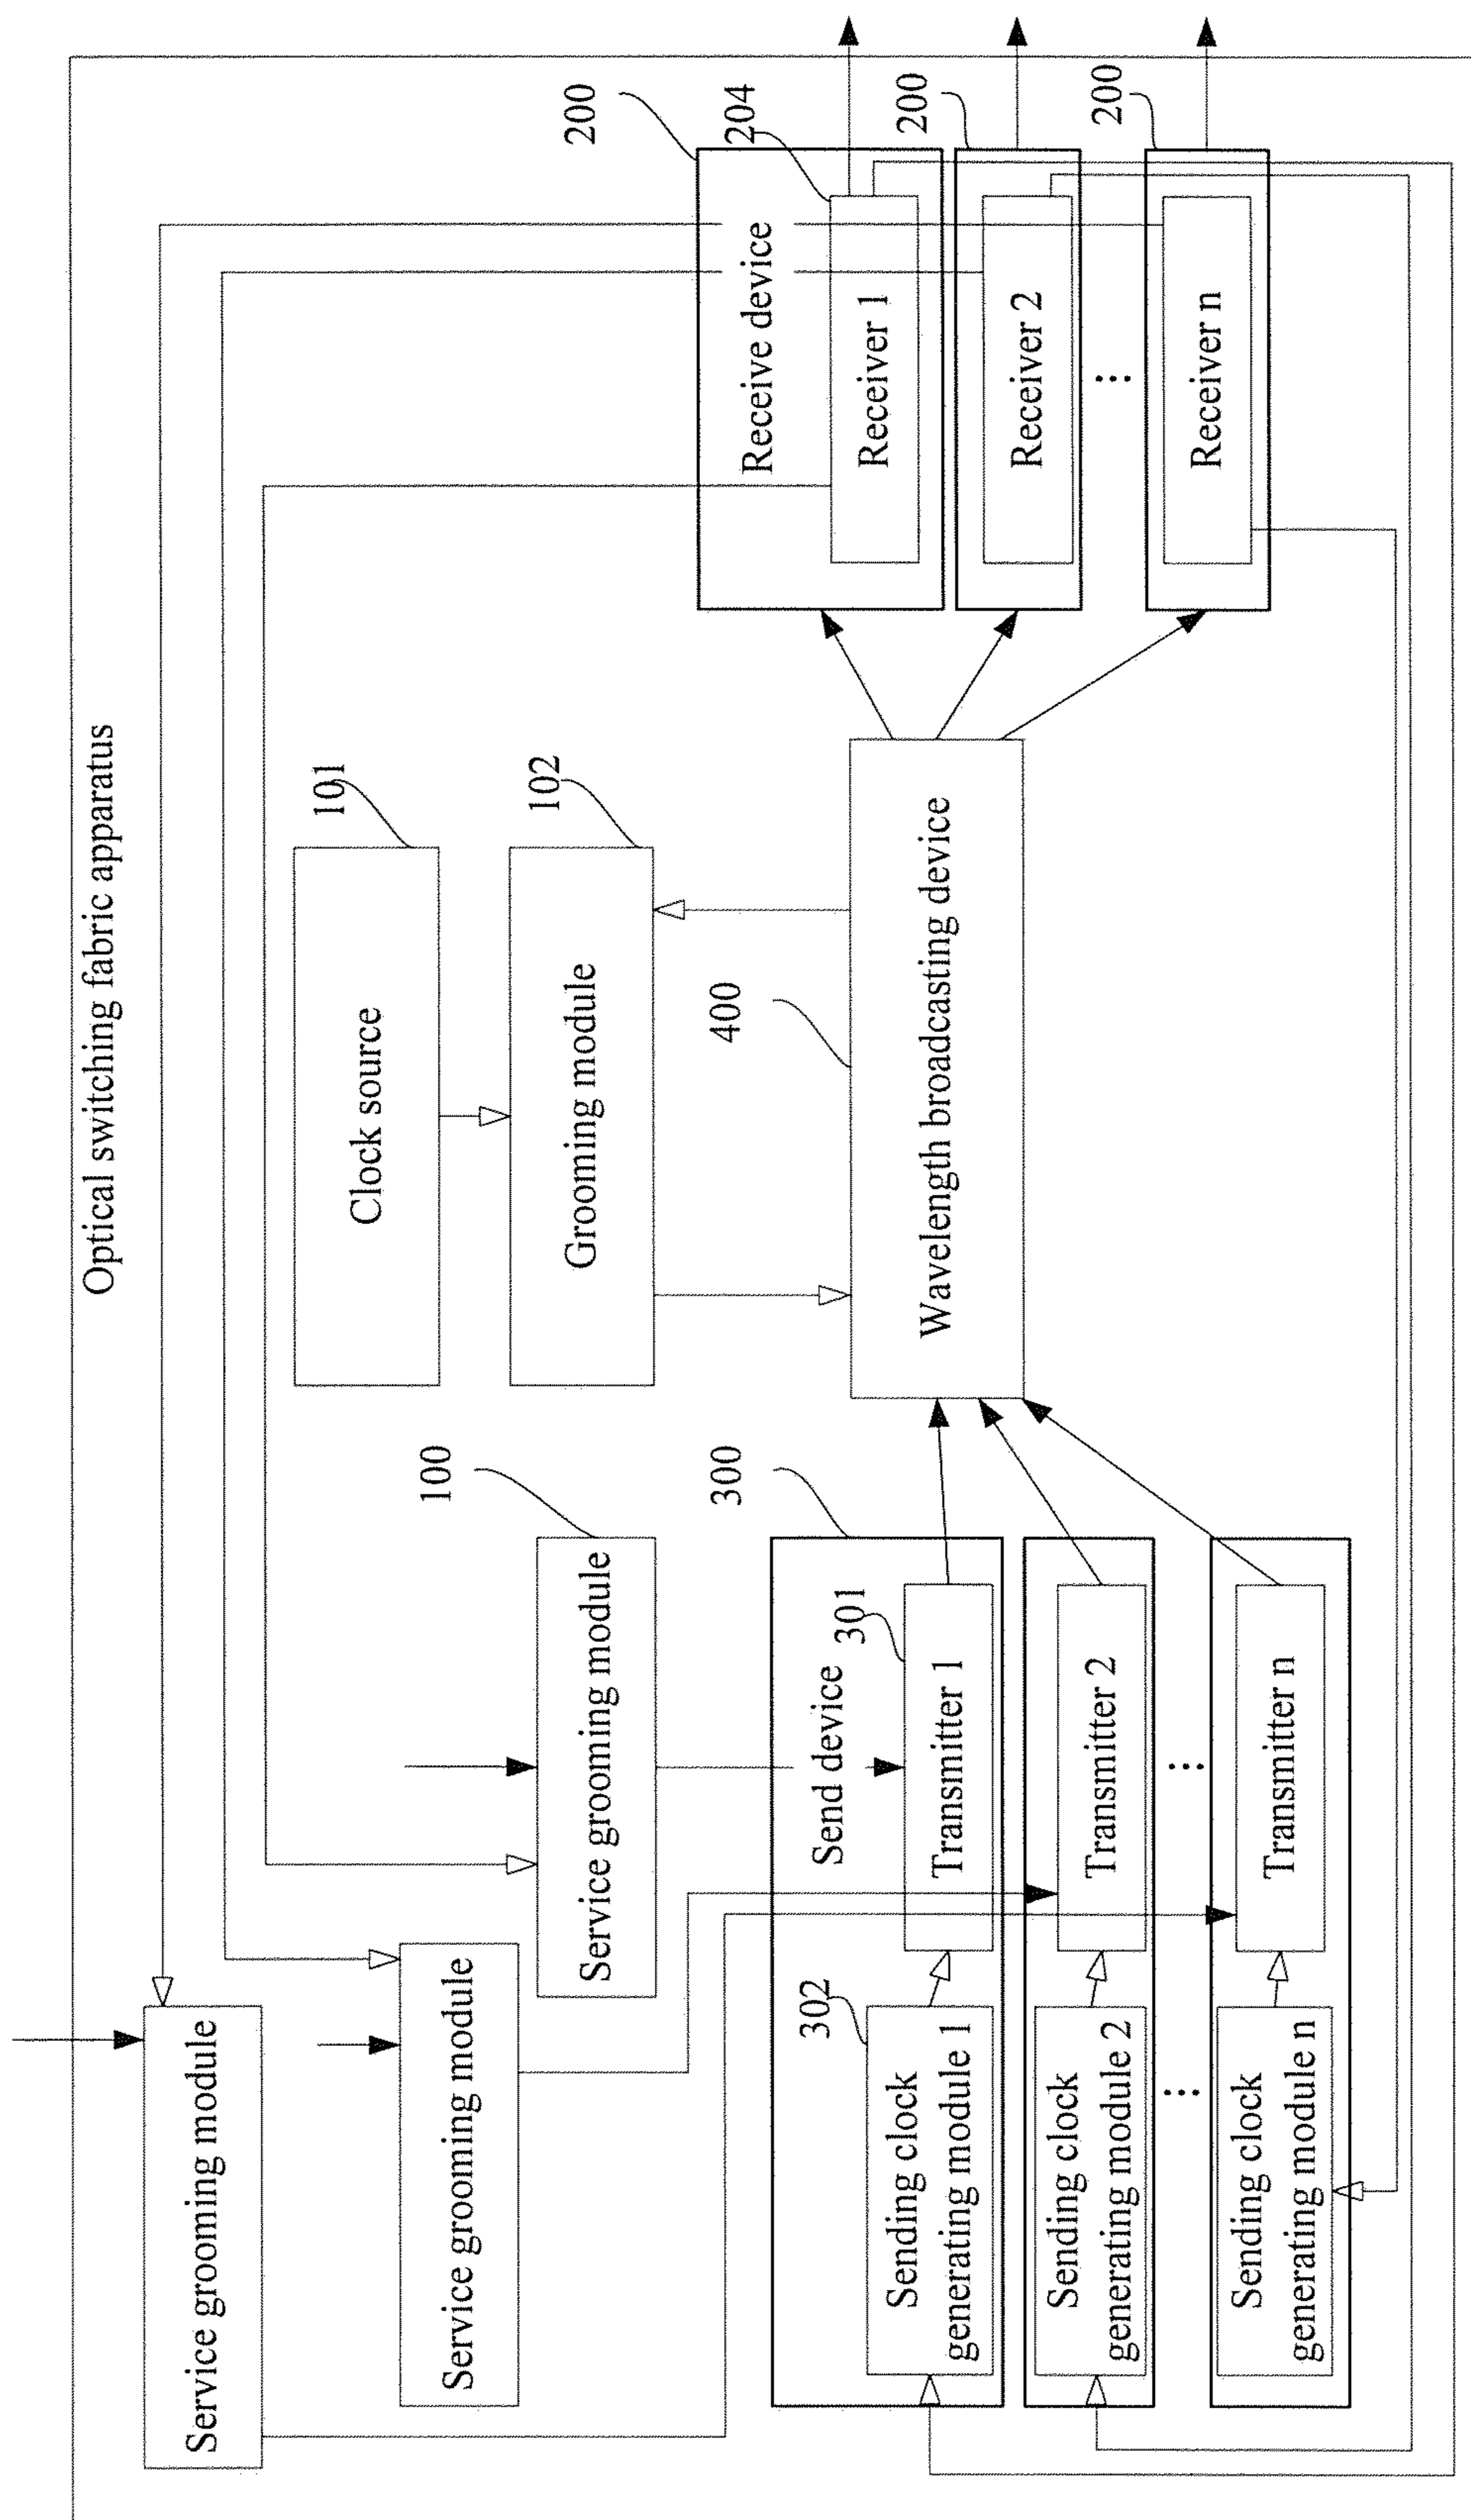 Optical switching fabric apparatus
Service grooming module
Service grooming module
Service grooming module
100
Clock source
101
Grooming module
102
Send device
300
Transmitter 1
301
Sending clock
generating module 1
302
Transmitter 2
Sending clock
generating module 2
...
...
Transmitter n
Sending clock
generating module n
Wavelength broadcasting device
400
Receive device
200
Receiver 1
204
Receiver 2
200
...
Receiver n
200